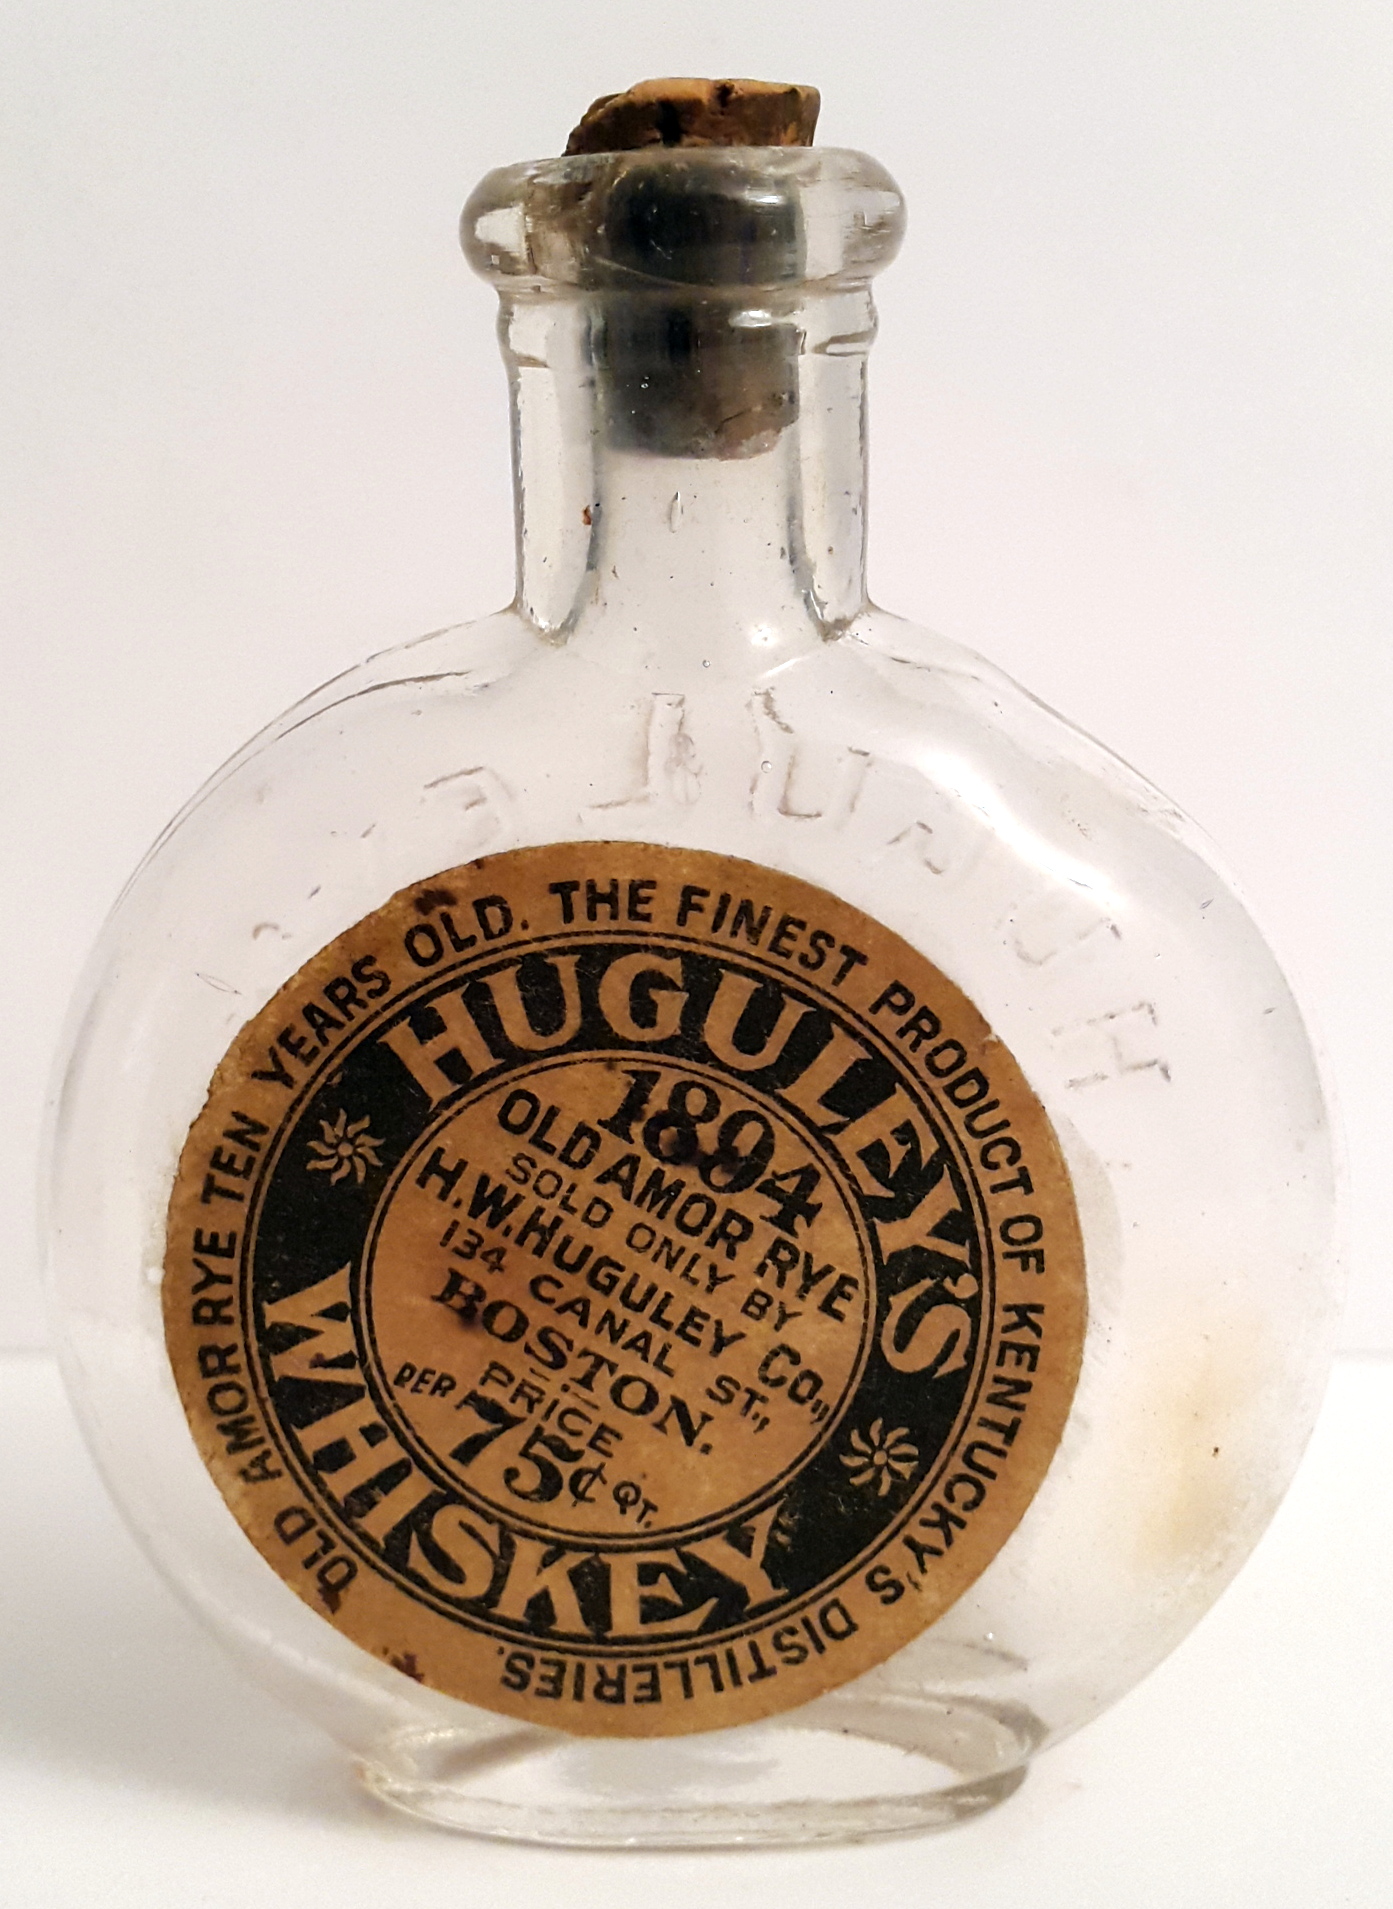 OLD AMOR RYE TEN YEARS OLD. THE FINEST PRODUCT OF KENTUCKY'S DISTILLERIES.
HUGULEY'S
WHISKEY
1894
OLD AMOR RYE
SOLD ONLY BY
H.W.HUGULEY CO.,
134 CANAL ST.,
BOSTON.
PRICE
PER 75¢ QT.